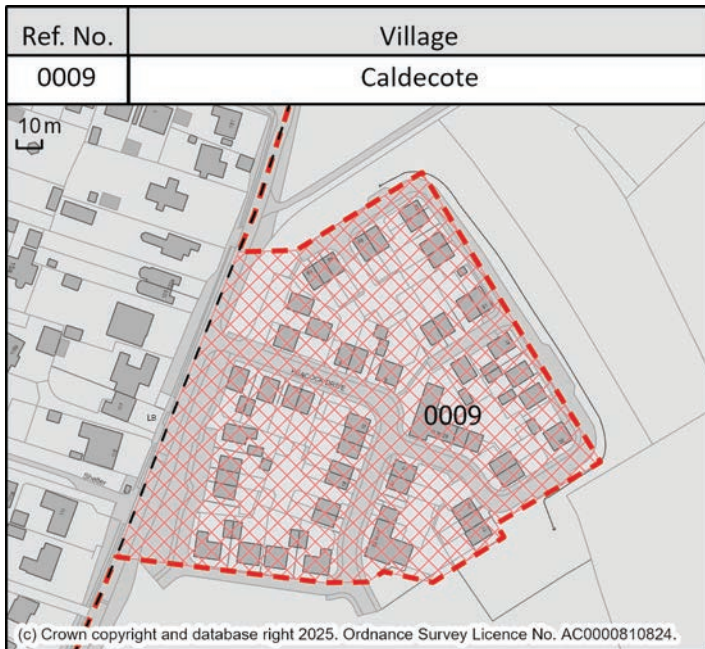 Ref. No.
Village
0009
Caldecote
10 m
LB
Shelter
0009
(c) Crown copyright and database right 2025. Ordnance Survey Licence No. AC0000810824.